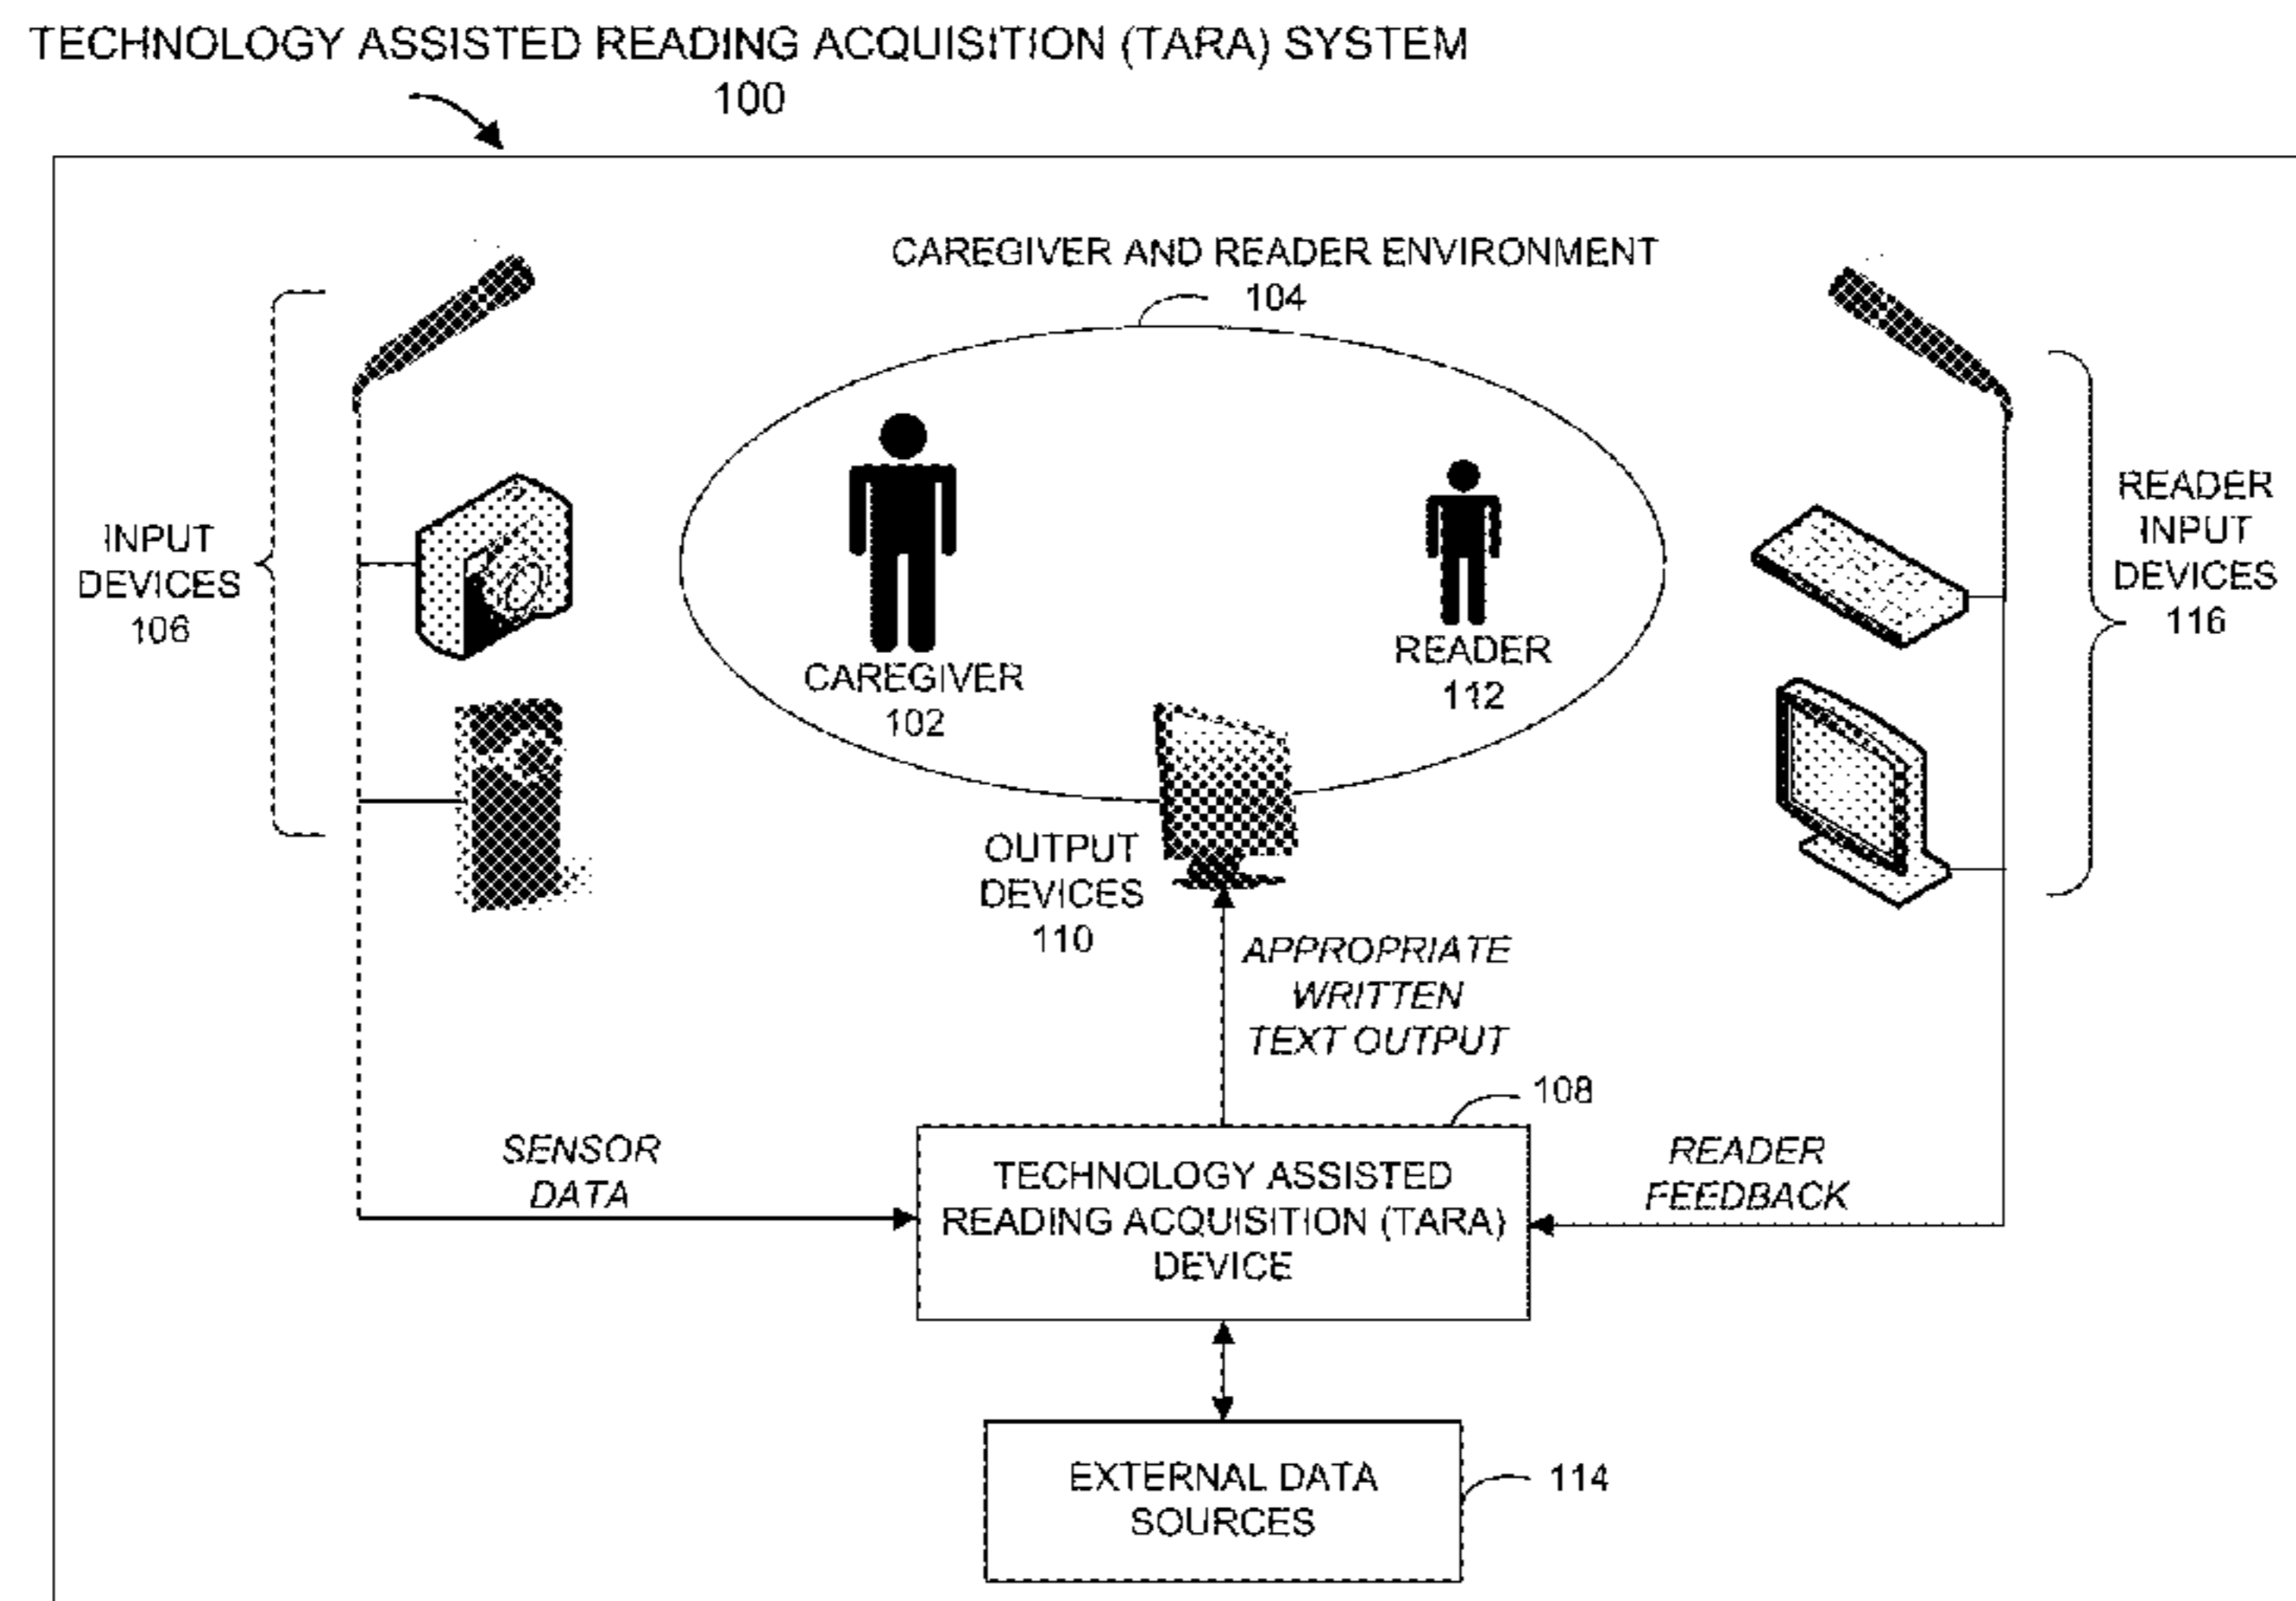 TECHNOLOGY ASSISTED READING ACQUISITION (TARA) SYSTEM
100
CAREGIVER AND READER ENVIRONMENT
104
INPUT
DEVICES
106
CAREGIVER
102
READER
112
READER
INPUT
DEVICES
116
OUTPUT
DEVICES
110
APPROPRIATE
WRITTEN
TEXT OUTPUT
108
SENSOR
DATA
TECHNOLOGY ASSISTED
READING ACQUISITION (TARA)
DEVICE
READER
FEEDBACK
EXTERNAL DATA
SOURCES
114